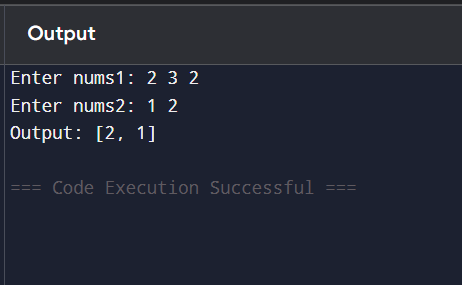 Output
Enter nums1: 2 3 2
Enter nums2: 1 2
Output: [2, 1]
=== Code Execution Successful ===